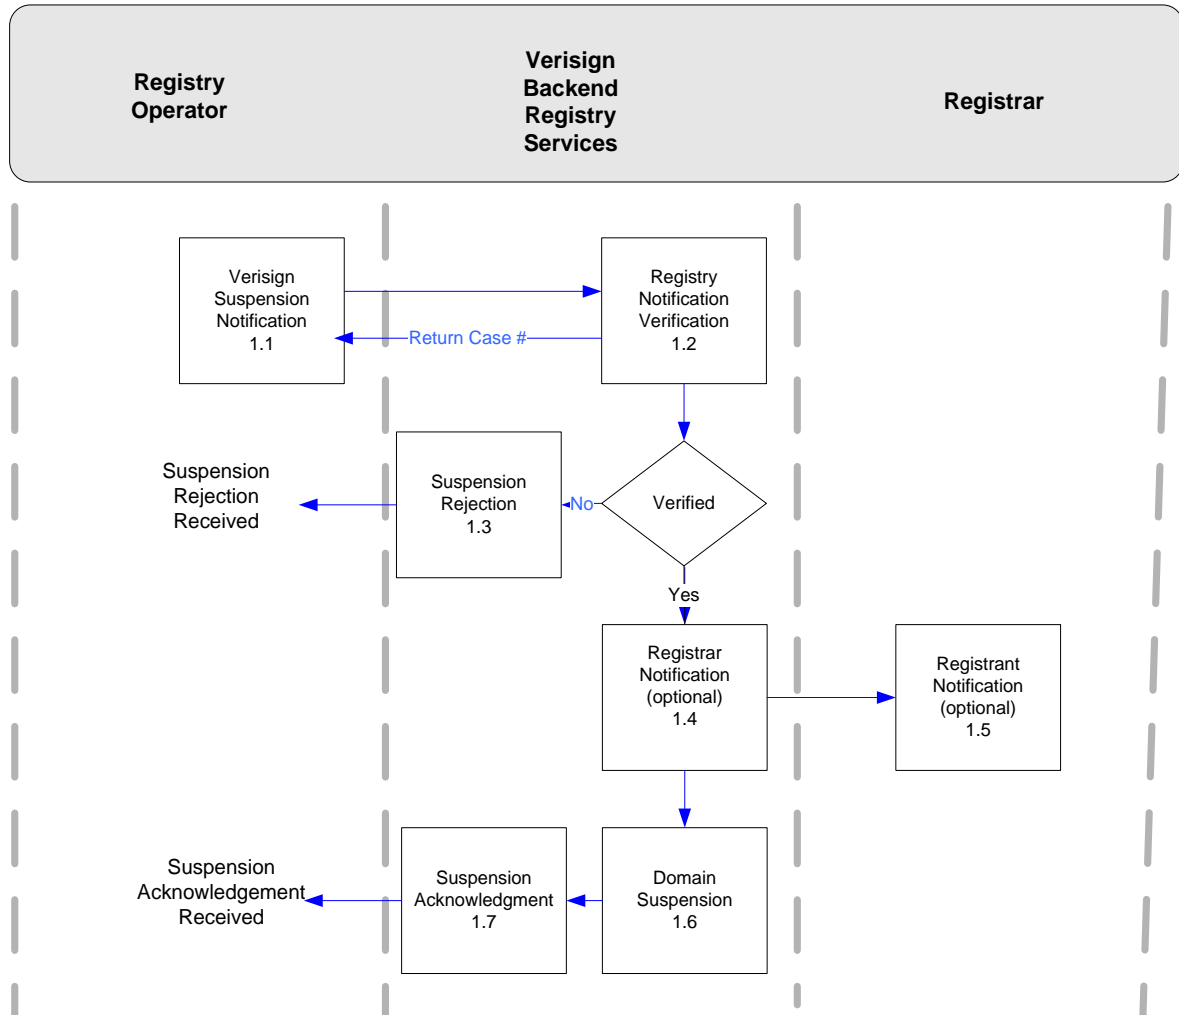 Registry
Operator
Verisign
Backend
Registry
Services
Registrar
Verisign
Suspension
Notification
1.1
Return Case #
Registry
Notification
Verification
1.2
Suspension
Rejection
Received
Suspension
Rejection
1.3
No
Verified
Yes
Registrar
Notification
(optional)
1.4
Registrant
Notification
(optional)
1.5
Suspension
Acknowledgement
Received
Suspension
Acknowledgment
1.7
Domain
Suspension
1.6